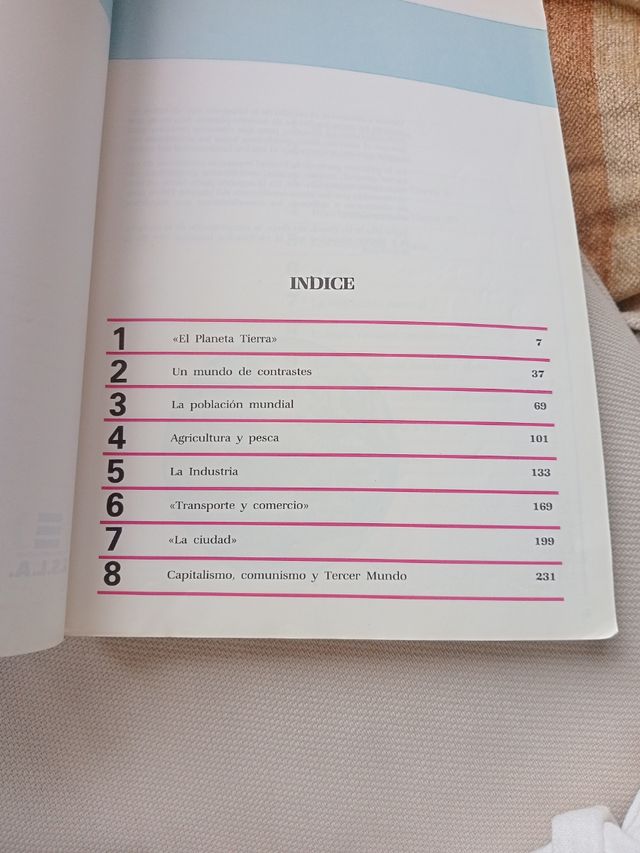 INDICE
1 «El Planeta Tierra» 7
2 Un mundo de contrastes 37
3 La población mundial 69
4 Agricultura y pesca 101
5 La Industria 133
6 «Transporte y comercio» 169
7 «La ciudad» 199
8 Capitalismo, comunismo y Tercer Mundo 231